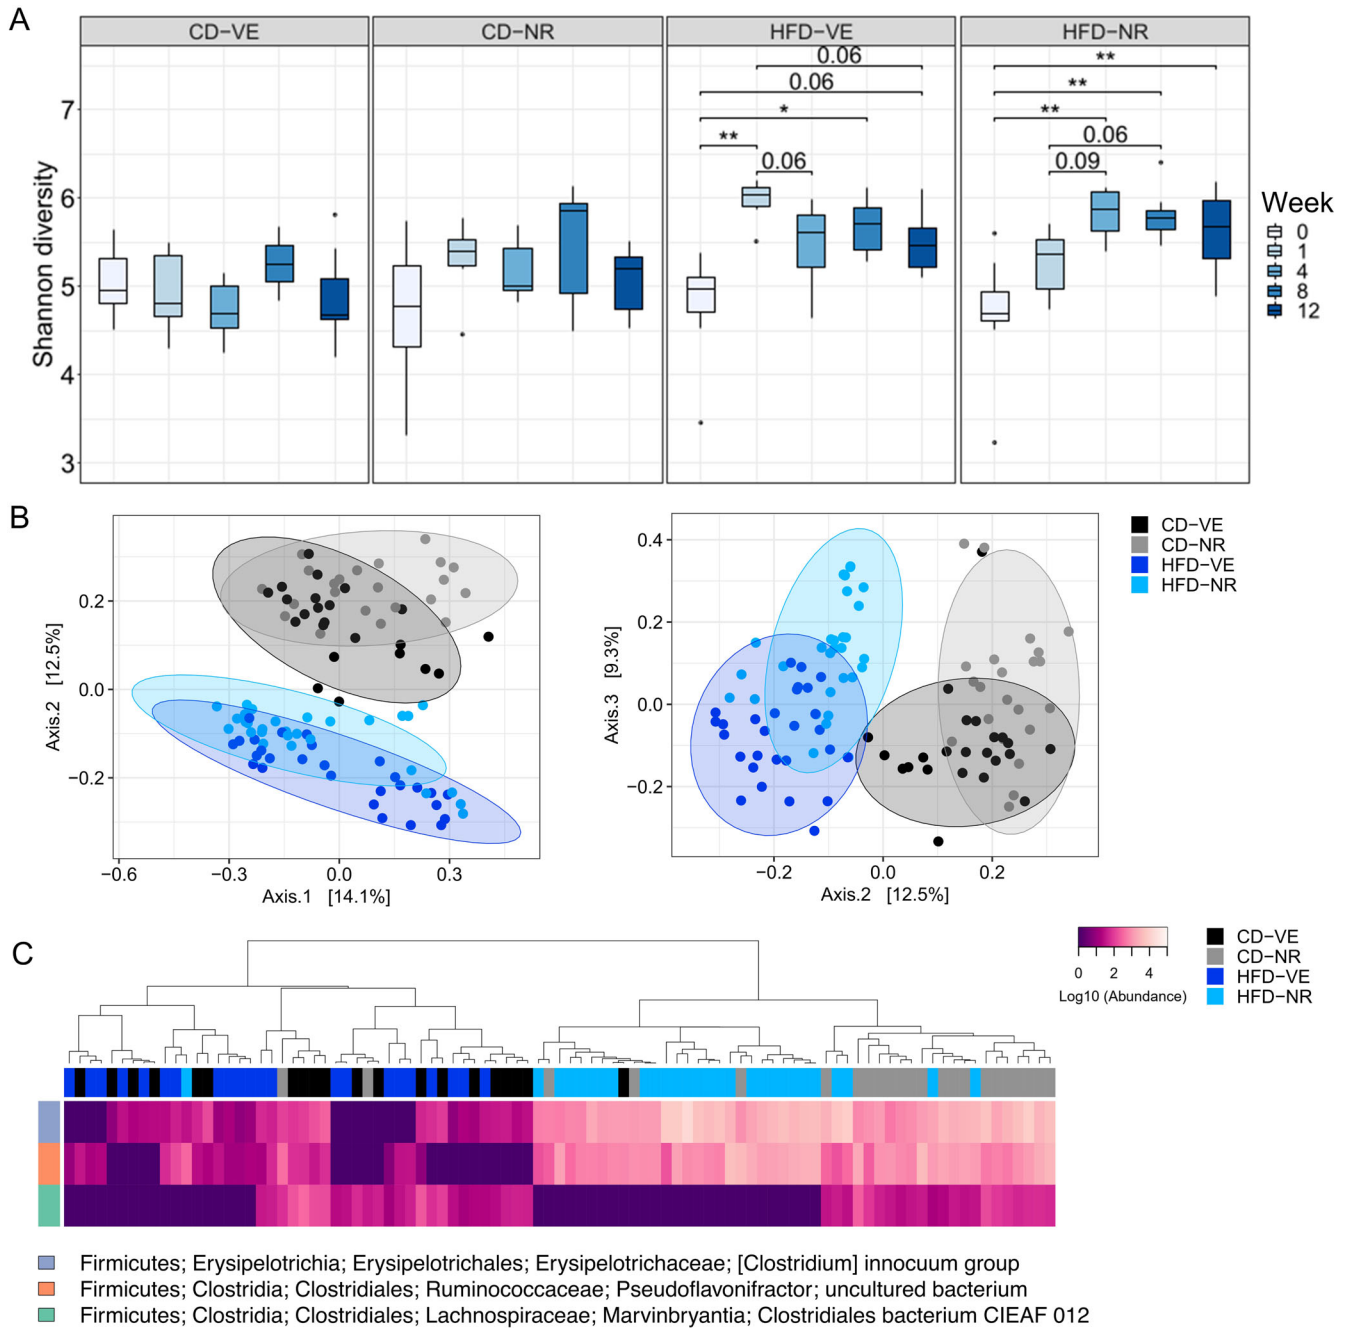 A
CD−VE CD−NR HFD−VE HFD−NR
0.06 **
0.06 **
* **
** 0.06
0.06 0.09
7
6
5
4
3
Shannon diversity
Week
0
1
4
8
12
B
0.2
0.0
−0.2
Axis.2 [12.5%]
−0.6 −0.3 0.0 0.3
Axis.1 [14.1%]
0.4
0.2
0.0
−0.2
Axis.3 [9.3%]
−0.2 0.0 0.2
Axis.2 [12.5%]
CD−VE
CD−NR
HFD−VE
HFD−NR
C
0 2 4
Log10 (Abundance)
CD−VE
CD−NR
HFD−VE
HFD−NR
Firmicutes; Erysipelotrichia; Erysipelotrichales; Erysipelotrichaceae; [Clostridium] innocuum group
Firmicutes; Clostridia; Clostridiales; Ruminococcaceae; Pseudoflavonifractor; uncultured bacterium
Firmicutes; Clostridia; Clostridiales; Lachnospiraceae; Marvinbryantia; Clostridiales bacterium CIEAF 012